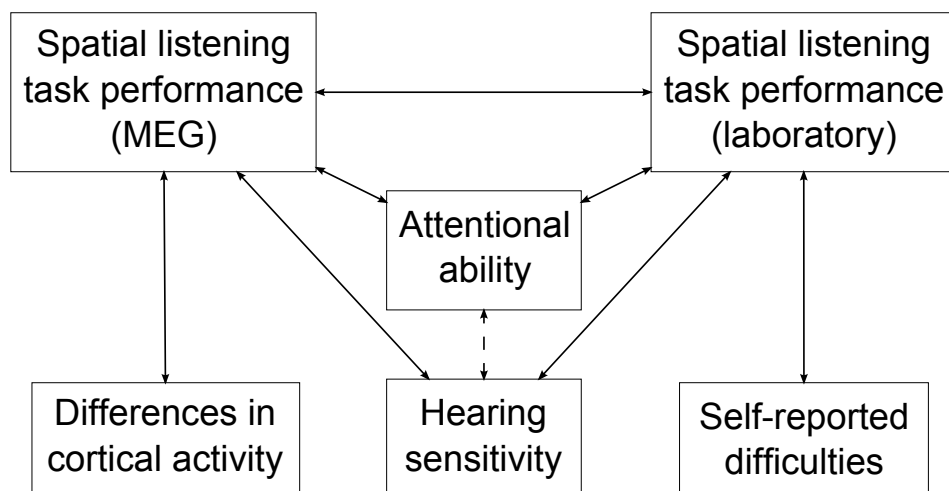 Spatial listening
task performance
(MEG)
Spatial listening
task performance
(laboratory)
Attentional
ability
Differences in
cortical activity
Hearing
sensitivity
Self-reported
difficulties